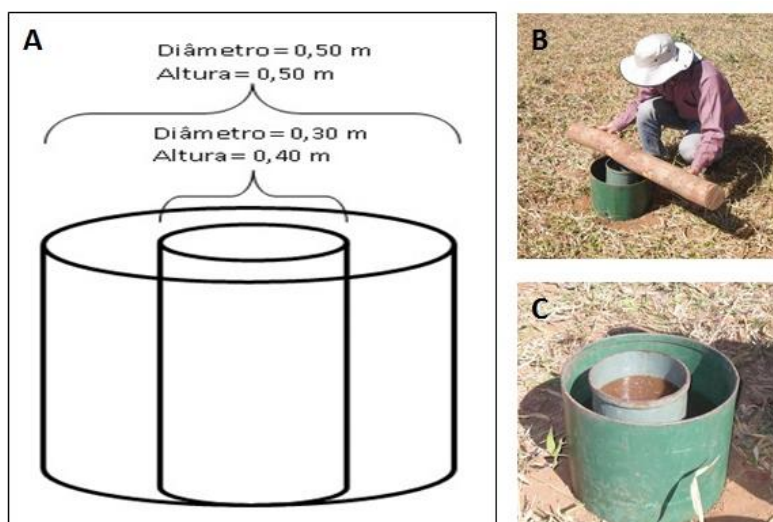 A
Diâmetro= 0,50 m
Altura= 0,50 m
Diâmetro= 0,30 m
Altura= 0,40 m
B
C